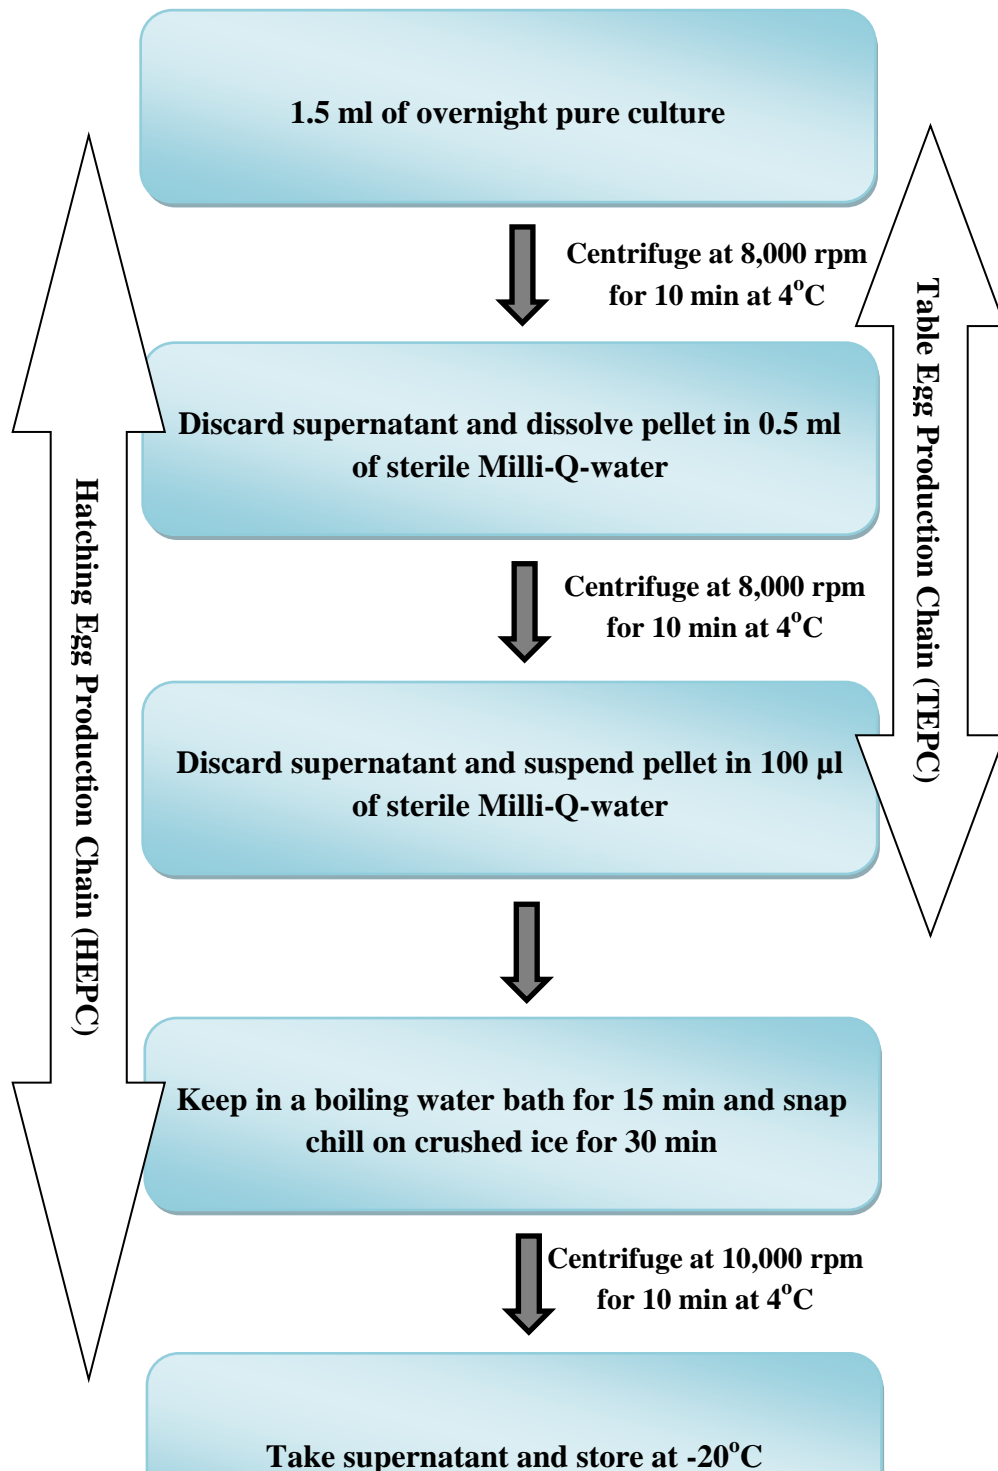 1.5 ml of overnight pure culture
Centrifuge at 8,000 rpm
for 10 min at 4°C
Discard supernatant and dissolve pellet in 0.5 ml
of sterile Milli-Q-water
Centrifuge at 8,000 rpm
for 10 min at 4°C
Discard supernatant and suspend pellet in 100 µl
of sterile Milli-Q-water
Keep in a boiling water bath for 15 min and snap
chill on crushed ice for 30 min
Centrifuge at 10,000 rpm
for 10 min at 4°C
Take supernatant and store at -20°C
Hatching Egg Production Chain (HEPC)
Table Egg Production Chain (TEPC)